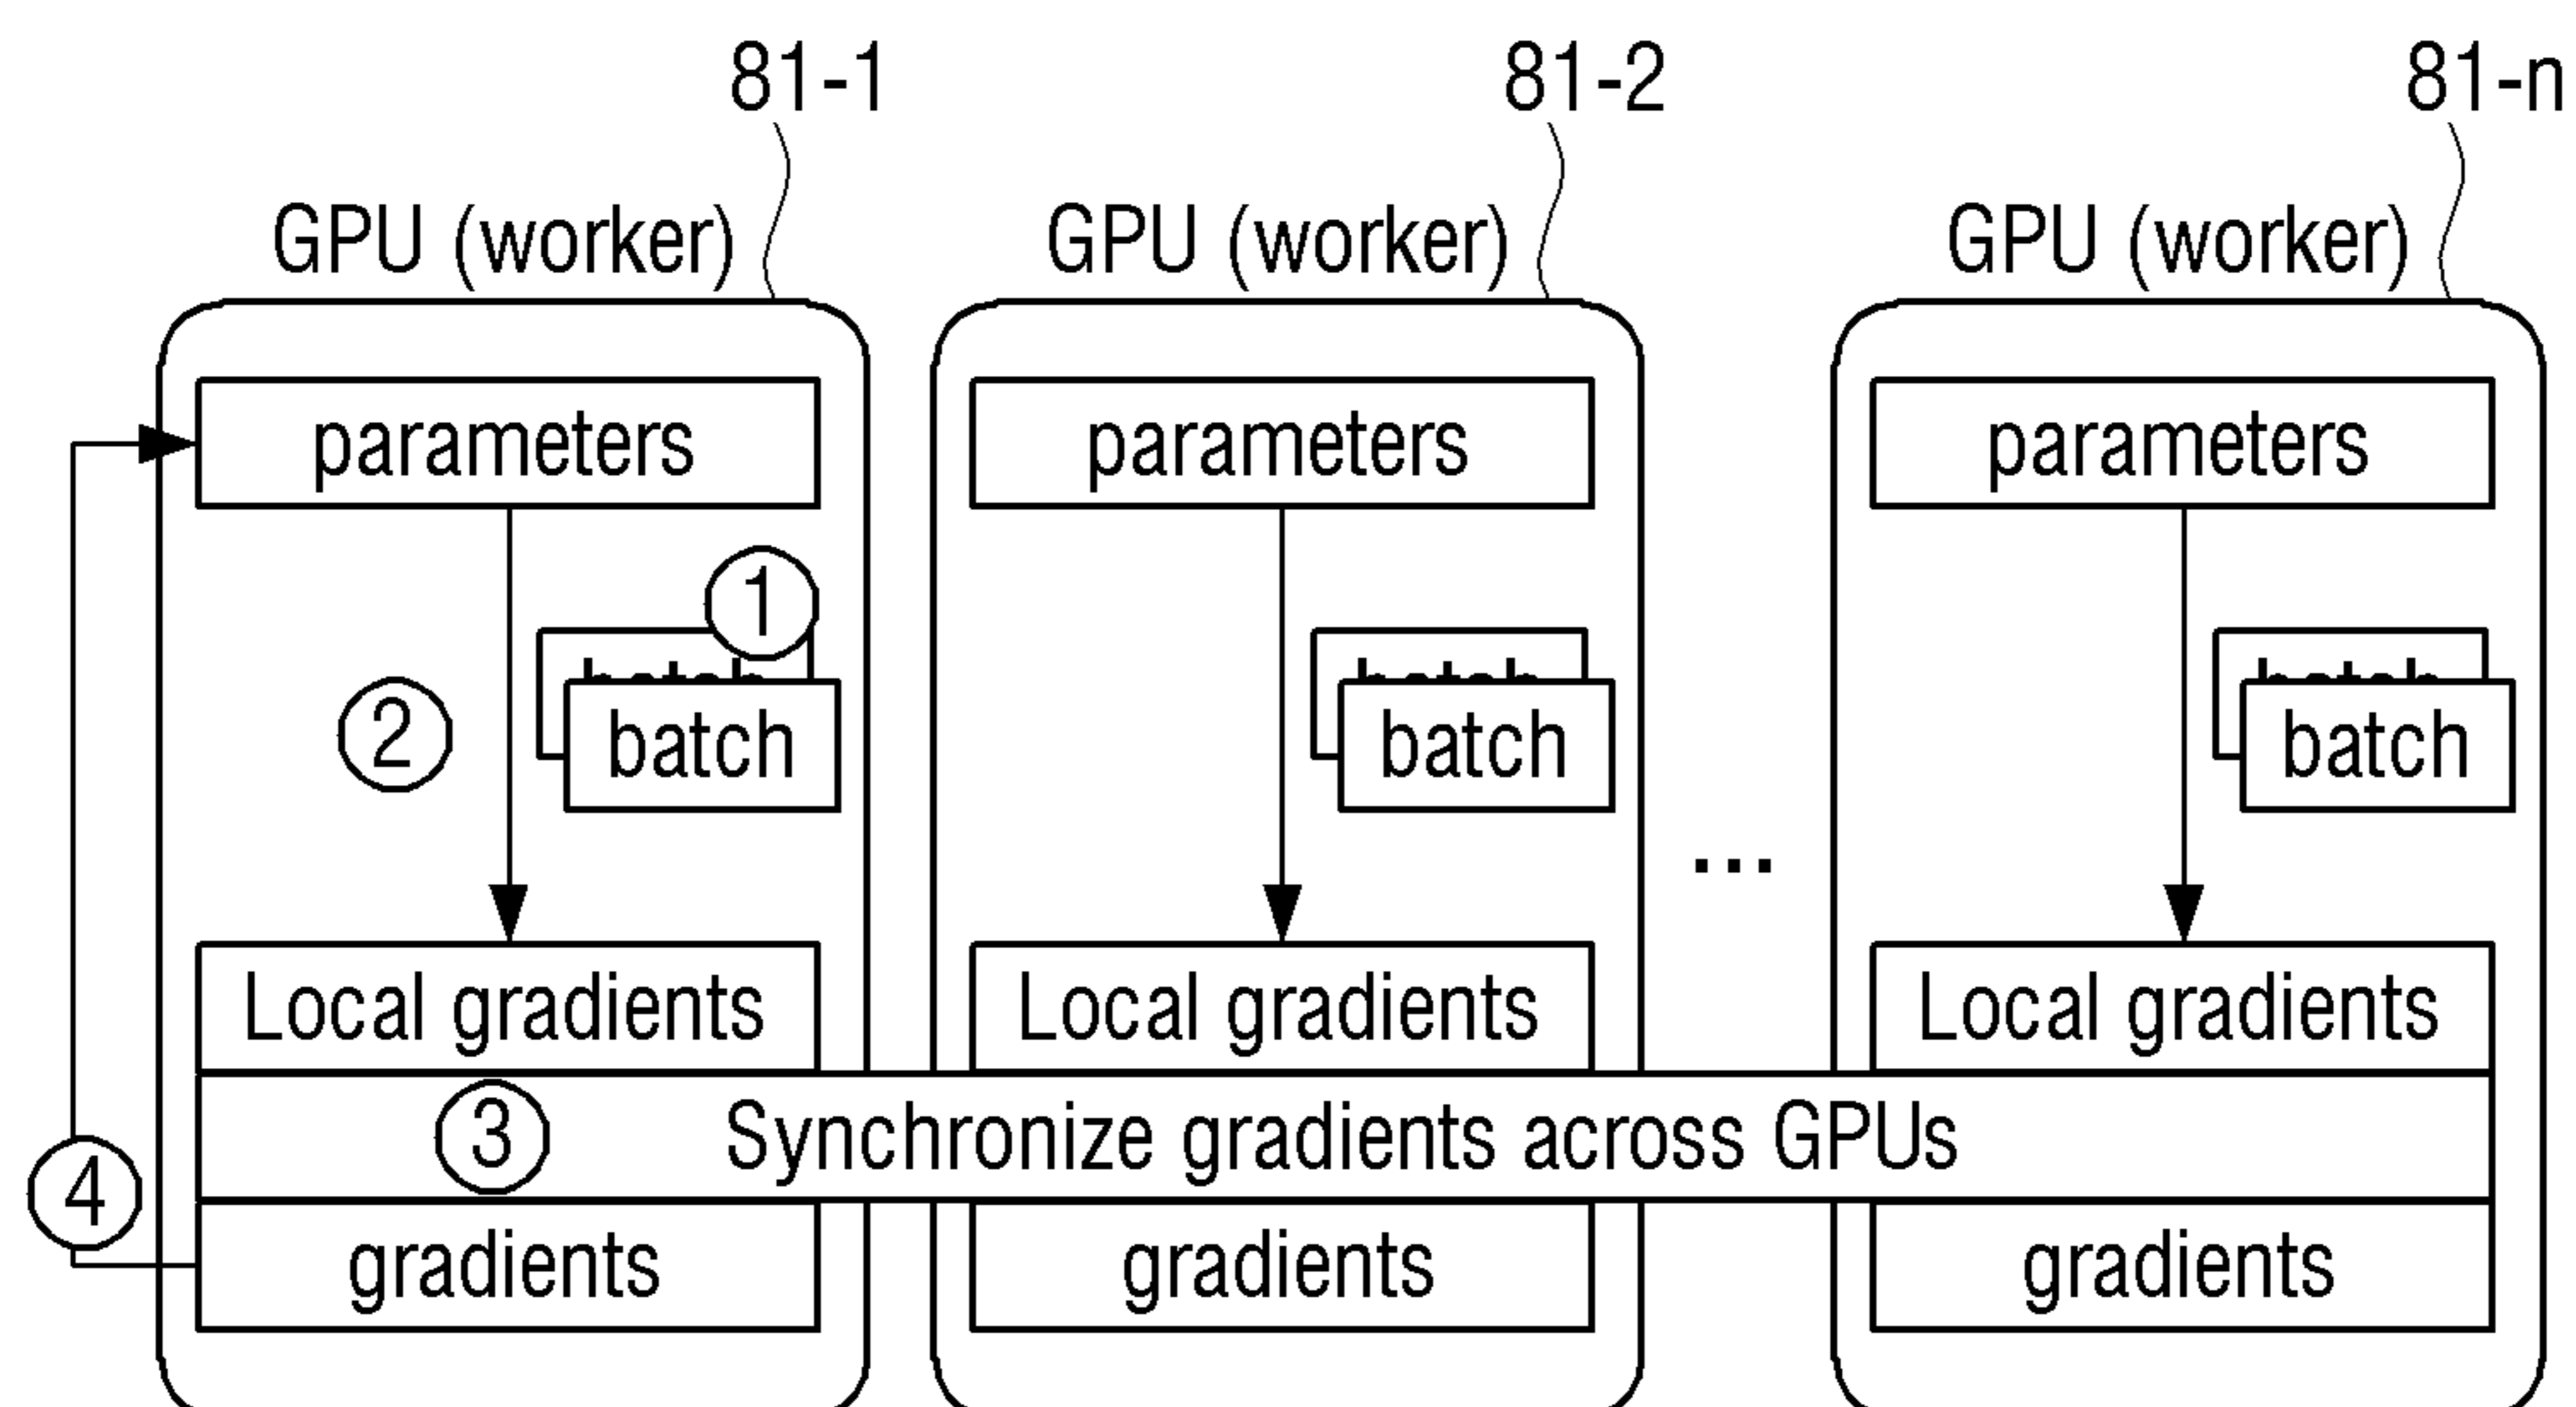 81-1 81-2 81-n
GPU (worker) GPU (worker) GPU (worker)
parameters parameters parameters
1
2 batch batch batch
...
Local gradients Local gradients Local gradients
3 Synchronize gradients across GPUs
4
gradients gradients gradients